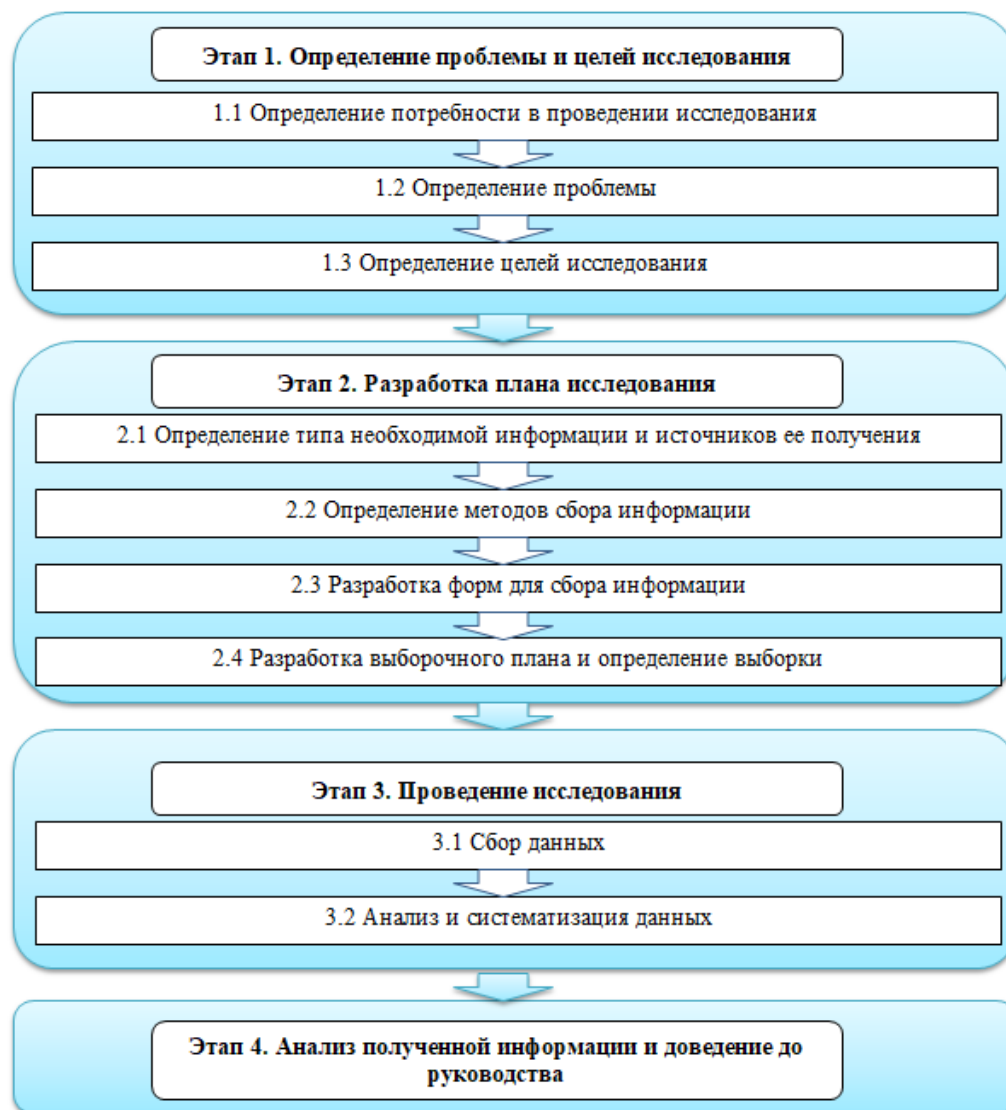 Этап 1. Определение проблемы и целей исследования
1.1 Определение потребности в проведении исследования
1.2 Определение проблемы
1.3 Определение целей исследования
Этап 2. Разработка плана исследования
2.1 Определение типа необходимой информации и источников ее получения
2.2 Определение методов сбора информации
2.3 Разработка форм для сбора информации
2.4 Разработка выборочного плана и определение выборки
Этап 3. Проведение исследования
3.1 Сбор данных
3.2 Анализ и систематизация данных
Этап 4. Анализ полученной информации и доведение до
руководства